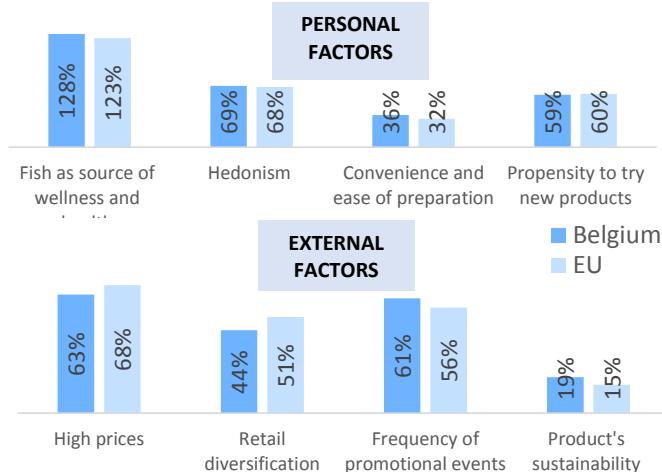 PERSONAL
FACTORS
128%
123%
69%
68%
36%
32%
59%
60%
Fish as source of
wellness and
Hedonism
Convenience and
ease of preparation
Propensity to try
new products
EXTERNAL
FACTORS
Belgium
EU
63%
68%
44%
51%
61%
56%
19%
15%
High prices
Retail
diversification
Frequency of
promotional events
Product's
sustainability